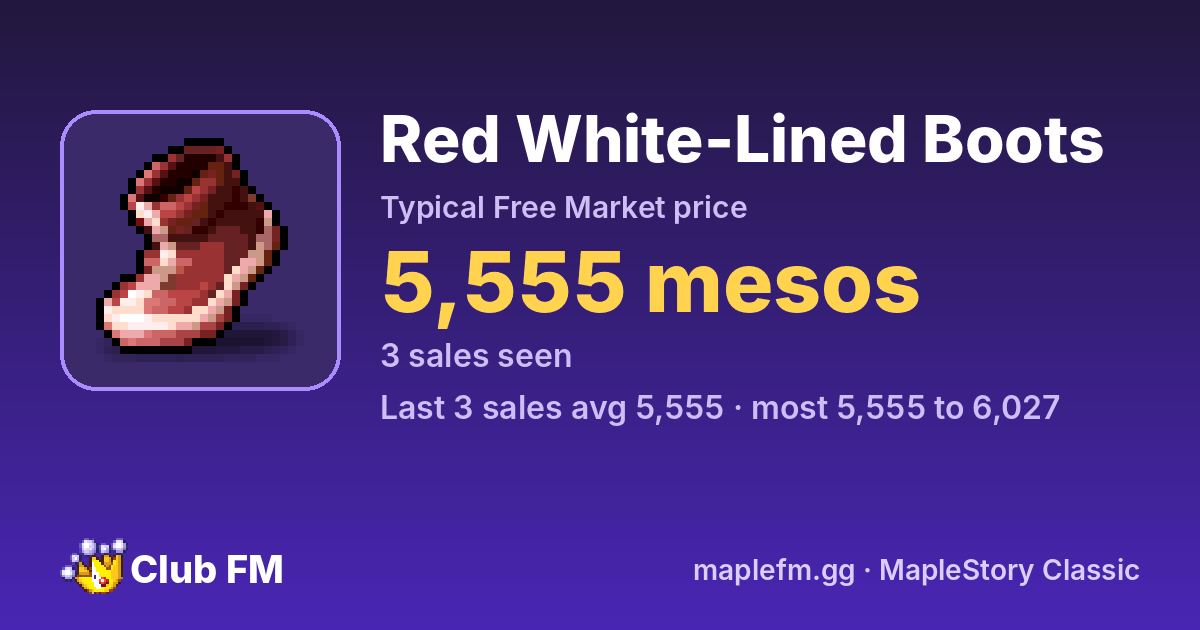 Red White-Lined Boots
Typical Free Market price
5,555 mesos
3 sales seen
Last 3 sales avg 5,555 · most 5,555 to 6,027
Club FM
maplefm.gg · MapleStory Classic